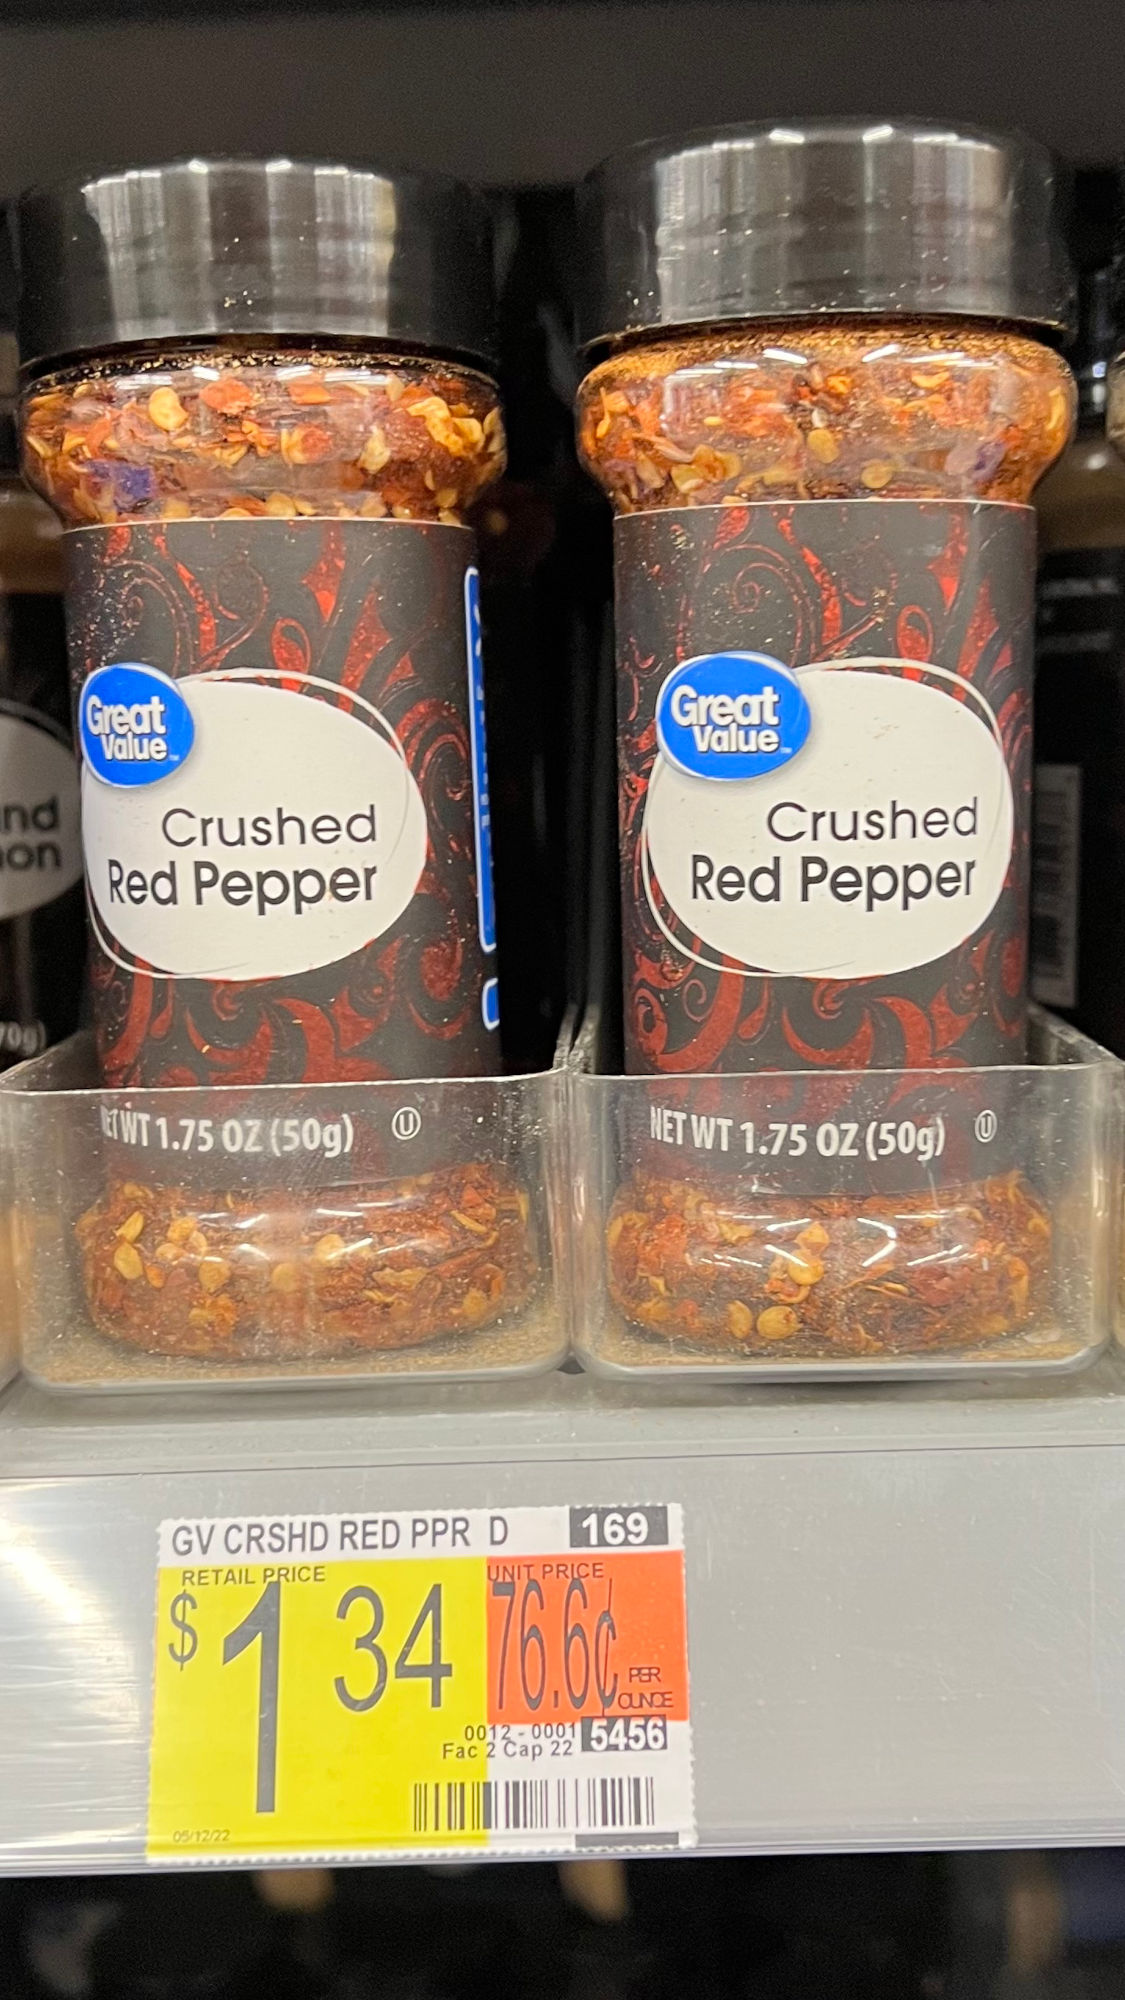 Great
Value
Crushed
Red Pepper
NET WT 1.75 OZ (50g)
U
Great
Value
Crushed
Red Pepper
NET WT 1.75 OZ (50g)
U
70g)
GV CRSHD RED PPR D 169
RETAIL PRICE UNIT PRICE
$1 34 76.6¢ PER OUNCE
0012-0001 5456
Fac 2 Cap 22
05/12/22